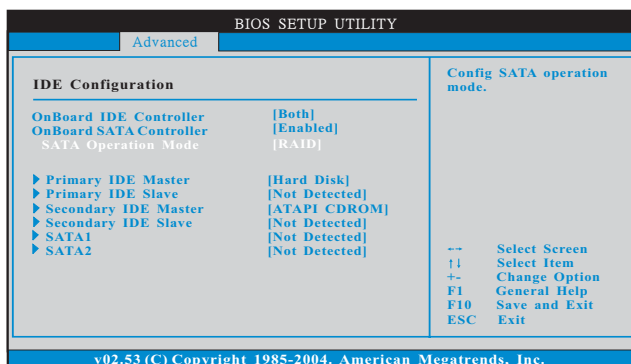 BIOS SETUP UTILITY
Advanced
IDE Configuration
OnBoard IDE Controller [Both]
OnBoard SATA Controller [Enabled]
SATA Operation Mode [RAID]
Primary IDE Master [Hard Disk]
Primary IDE Slave [Not Detected]
Secondary IDE Master [ATAPI CDROM]
Secondary IDE Slave [Not Detected]
SATA1 [Not Detected]
SATA2 [Not Detected]
Config SATA operation
mode.
←→ Select Screen
↑↓ Select Item
+- Change Option
F1 General Help
F10 Save and Exit
ESC Exit
v02.53 (C) Copyright 1985-2004, American Megatrends, Inc.